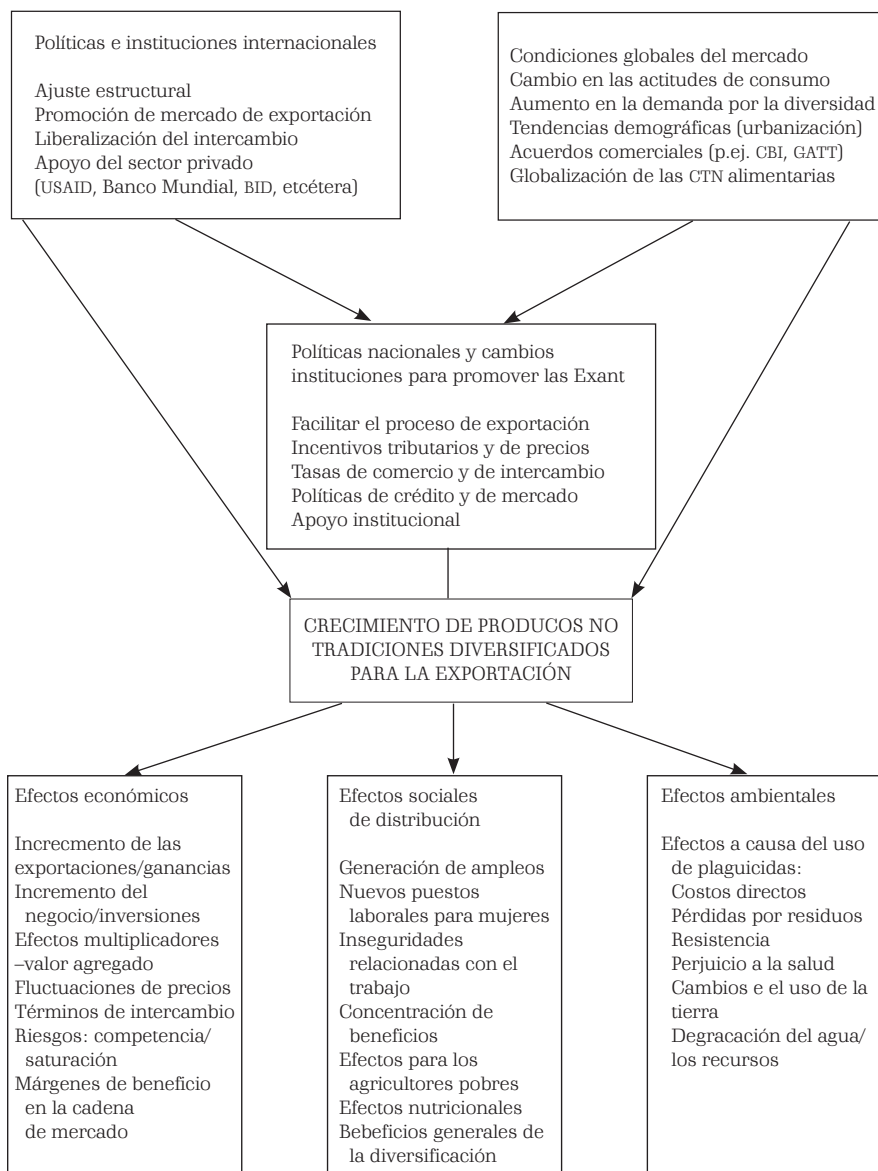 Políticas e instituciones internacionales
Ajuste estructural
Promoción de mercado de exportación
Liberalización del intercambio
Apoyo del sector privado
(USAID, Banco Mundial, BID, etcétera)
Condiciones globales del mercado
Cambio en las actitudes de consumo
Aumento en la demanda por la diversidad
Tendencias demográficas (urbanización)
Acuerdos comerciales (p.ej. CBI, GATT)
Globalización de las CTN alimentarias
Políticas nacionales y cambios
instituciones para promover las Exant
Facilitar el proceso de exportación
Incentivos tributarios y de precios
Tasas de comercio y de intercambio
Políticas de crédito y de mercado
Apoyo institucional
CRECIMIENTO DE PRODUCOS NO
TRADICIONES DIVERSIFICADOS
PARA LA EXPORTACIÓN
Efectos económicos
Increcmento de las
exportaciones/ganancias
Incremento del
negocio/inversiones
Efectos multiplicadores
–valor agregado
Fluctuaciones de precios
Términos de intercambio
Riesgos: competencia/
saturación
Márgenes de beneficio
en la cadena
de mercado
Efectos sociales
de distribución
Generación de ampleos
Nuevos puestos
laborales para mujeres
Inseguridades
relacionadas con el
trabajo
Concentración de
beneficios
Efectos para los
agricultores pobres
Efectos nutricionales
Bebeficios generales de
la diversificación
Efectos ambientales
Efectos a causa del uso
de plaguicidas:
Costos directos
Pérdidas por residuos
Resistencia
Perjuicio a la salud
Cambios e el uso de la
tierra
Degracación del agua/
los recursos